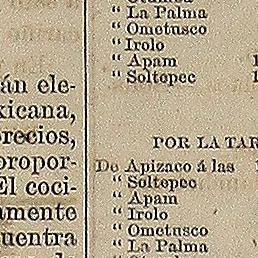 “ La Palma
“ Ometusco
“ Irolo
“ Apam
“ Soltepec
án ele-
xicana,
recios,
propor-
El coci-
amente
uentra
POR LA TAR
De Apizaco á las
“ Soltepec
“ Apam
“ Irolo
“ Ometusco
“ La Palma